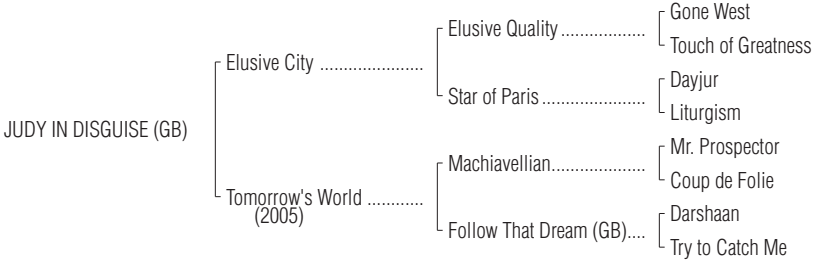 Gone West
Elusive Quality ..................
Touch of Greatness
Elusive City ......................
Dayjur
Star of Paris ......................
Liturgism
JUDY IN DISGUISE (GB)
Mr. Prospector
Machiavellian....................
Coup de Folie
Tomorrow's World ............
(2005)
Darshaan
Follow That Dream (GB)....
Try to Catch Me